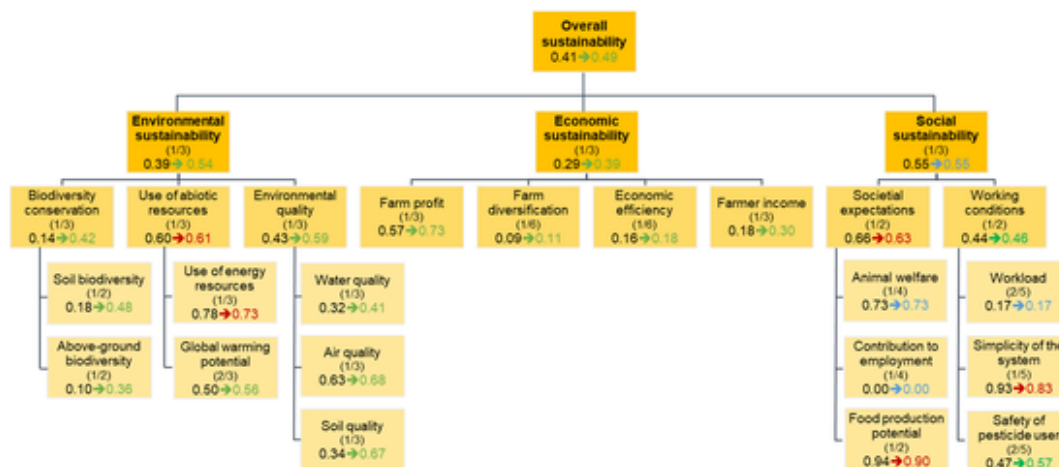 Overall
sustainability
0.41→0.49
Environmental
sustainability
(1/3)
0.39→0.54
Economic
sustainability
(1/3)
0.29→0.39
Social
sustainability
(1/3)
0.55→0.55
Biodiversity
conservation
(1/3)
0.14→0.42
Use of abiotic
resources
(1/3)
0.60→0.61
Environmental
quality
(1/3)
0.43→0.59
Farm profit
(1/3)
0.57→0.73
Farm
diversification
(1/6)
0.09→0.11
Economic
efficiency
(1/6)
0.16→0.18
Farmer income
(1/3)
0.18→0.30
Societal
expectations
(1/2)
0.66→0.63
Working
conditions
(1/2)
0.44→0.46
Soil biodiversity
(1/2)
0.18→0.48
Above-ground
biodiversity
(1/2)
0.10→0.36
Use of energy
resources
(1/3)
0.78→0.73
Global warming
potential
(2/3)
0.50→0.56
Water quality
(1/3)
0.32→0.41
Air quality
(1/3)
0.63→0.68
Soil quality
(1/3)
0.34→0.67
Animal welfare
(1/4)
0.73→0.73
Contribution to
employment
(1/4)
0.00→0.00
Food production
potential
(1/2)
0.94→0.90
Workload
(2/5)
0.17→0.17
Simplicity of the
system
(1/5)
0.93→0.83
Safety of
pesticide user
(2/5)
0.47→0.57